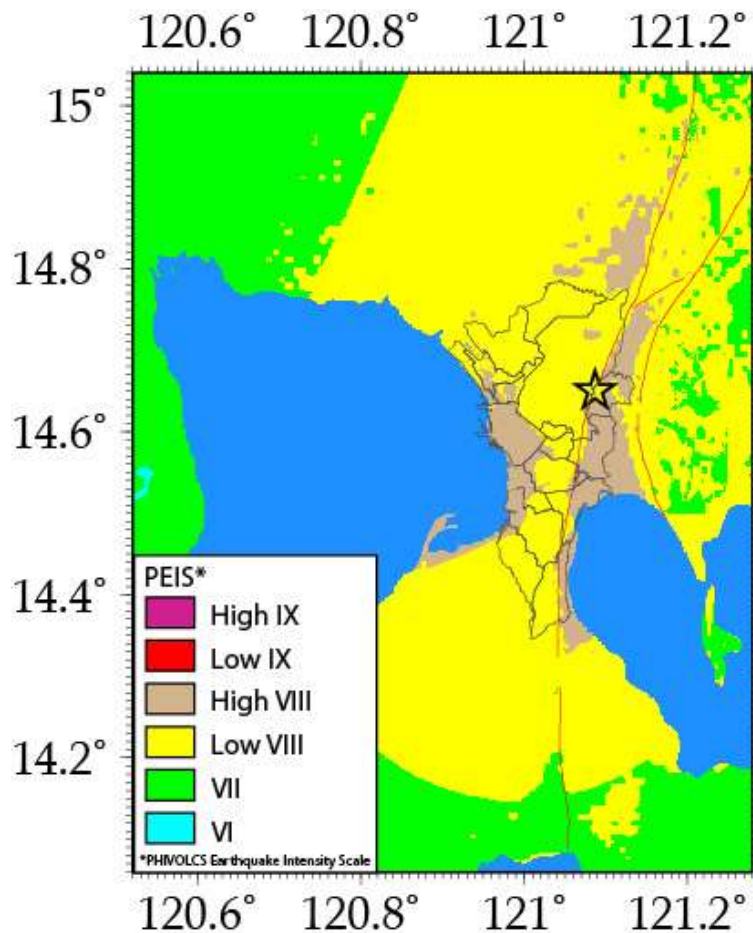 120.6° 120.8° 121° 121.2°
15°
14.8°
14.6°
14.4°
14.2°
PEIS*
High IX
Low IX
High VIII
Low VIII
VII
VI
*PHIVOLCS Earthquake Intensity Scale
120.6° 120.8° 121° 121.2°